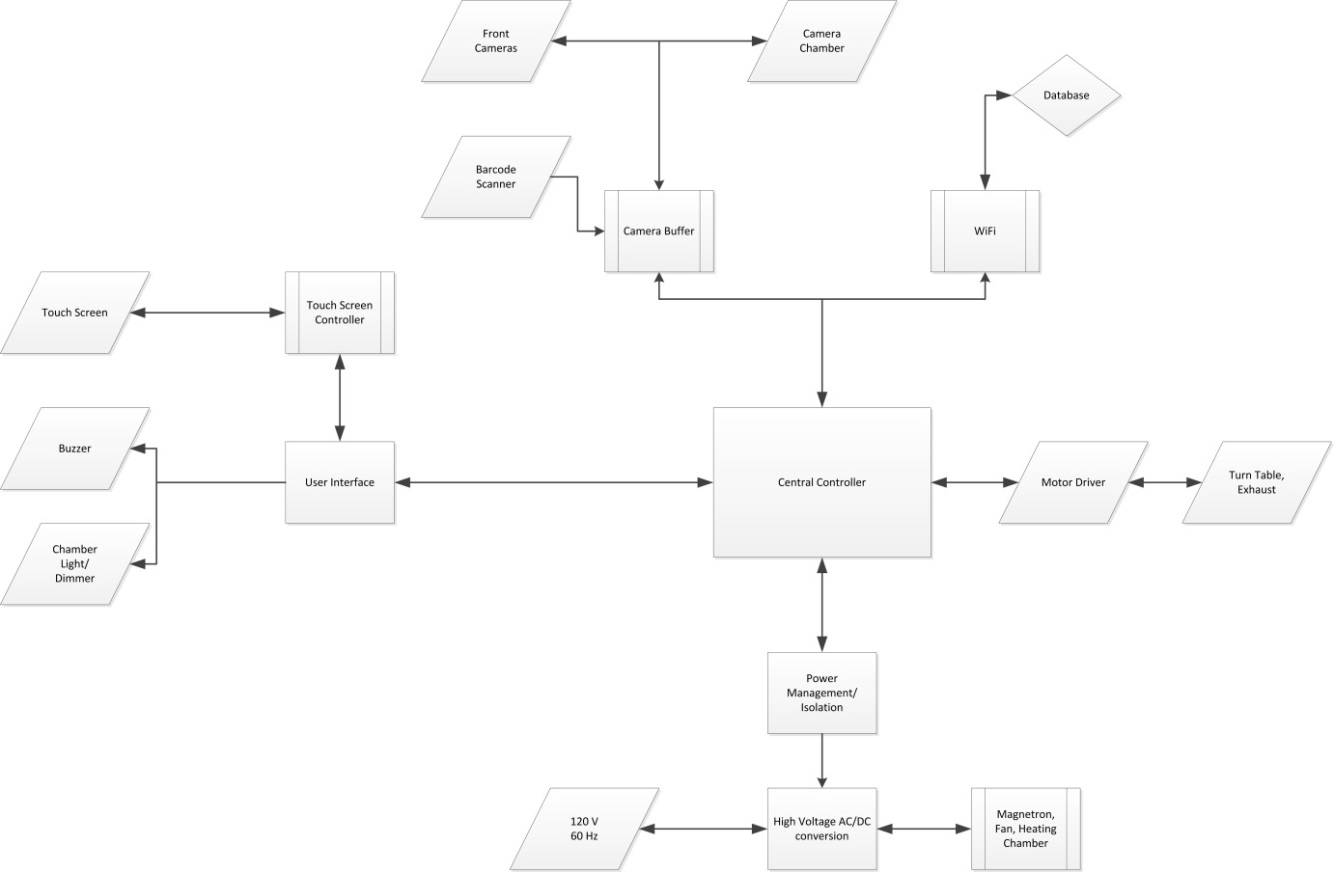 Front
Cameras
Camera
Chamber
Database
Barcode
Scanner
Camera Buffer
WiFi
Touch Screen
Touch Screen
Controller
Buzzer
User Interface
Central Controller
Motor Driver
Turn Table,
Exhaust
Chamber
Light/
Dimmer
Power
Management/
Isolation
120 V
60 Hz
High Voltage AC/DC
conversion
Magnetron,
Fan, Heating
Chamber